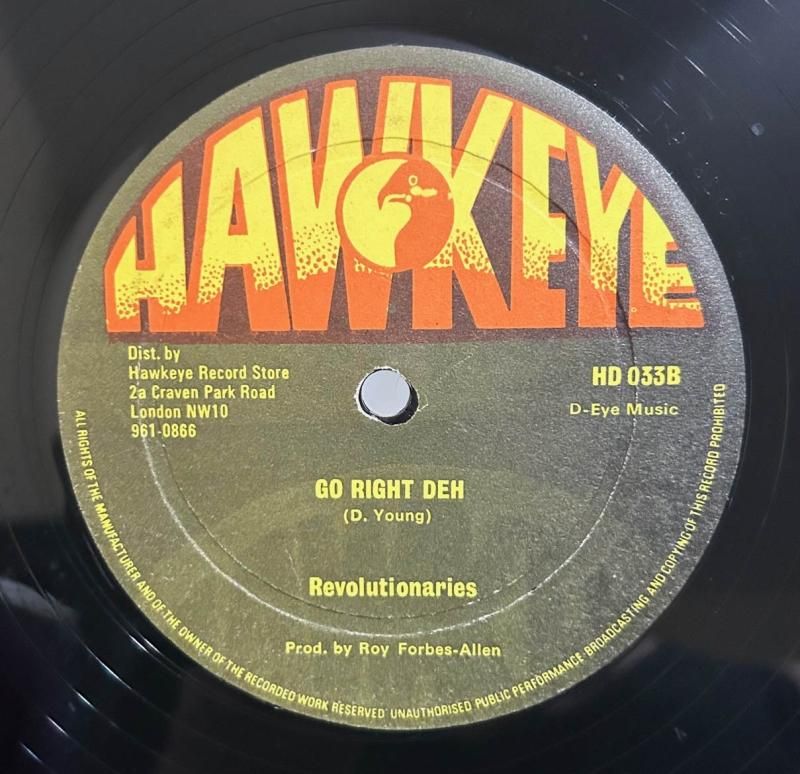 HAWKEYE
Dist. by
Hawkeye Record Store
2a Craven Park Road
London NW10
961-0866
HD 033B
D-Eye Music
GO RIGHT DEH
(D. Young)
Revolutionaries
Prod. by Roy Forbes-Allen
ALL RIGHTS OF THE MANUFACTURER AND OF THE OWNER OF THE RECORDED WORK RESERVED UNAUTHORISED PUBLIC PERFORMANCE BROADCASTING AND COPYING OF THIS RECORD PROHIBITED